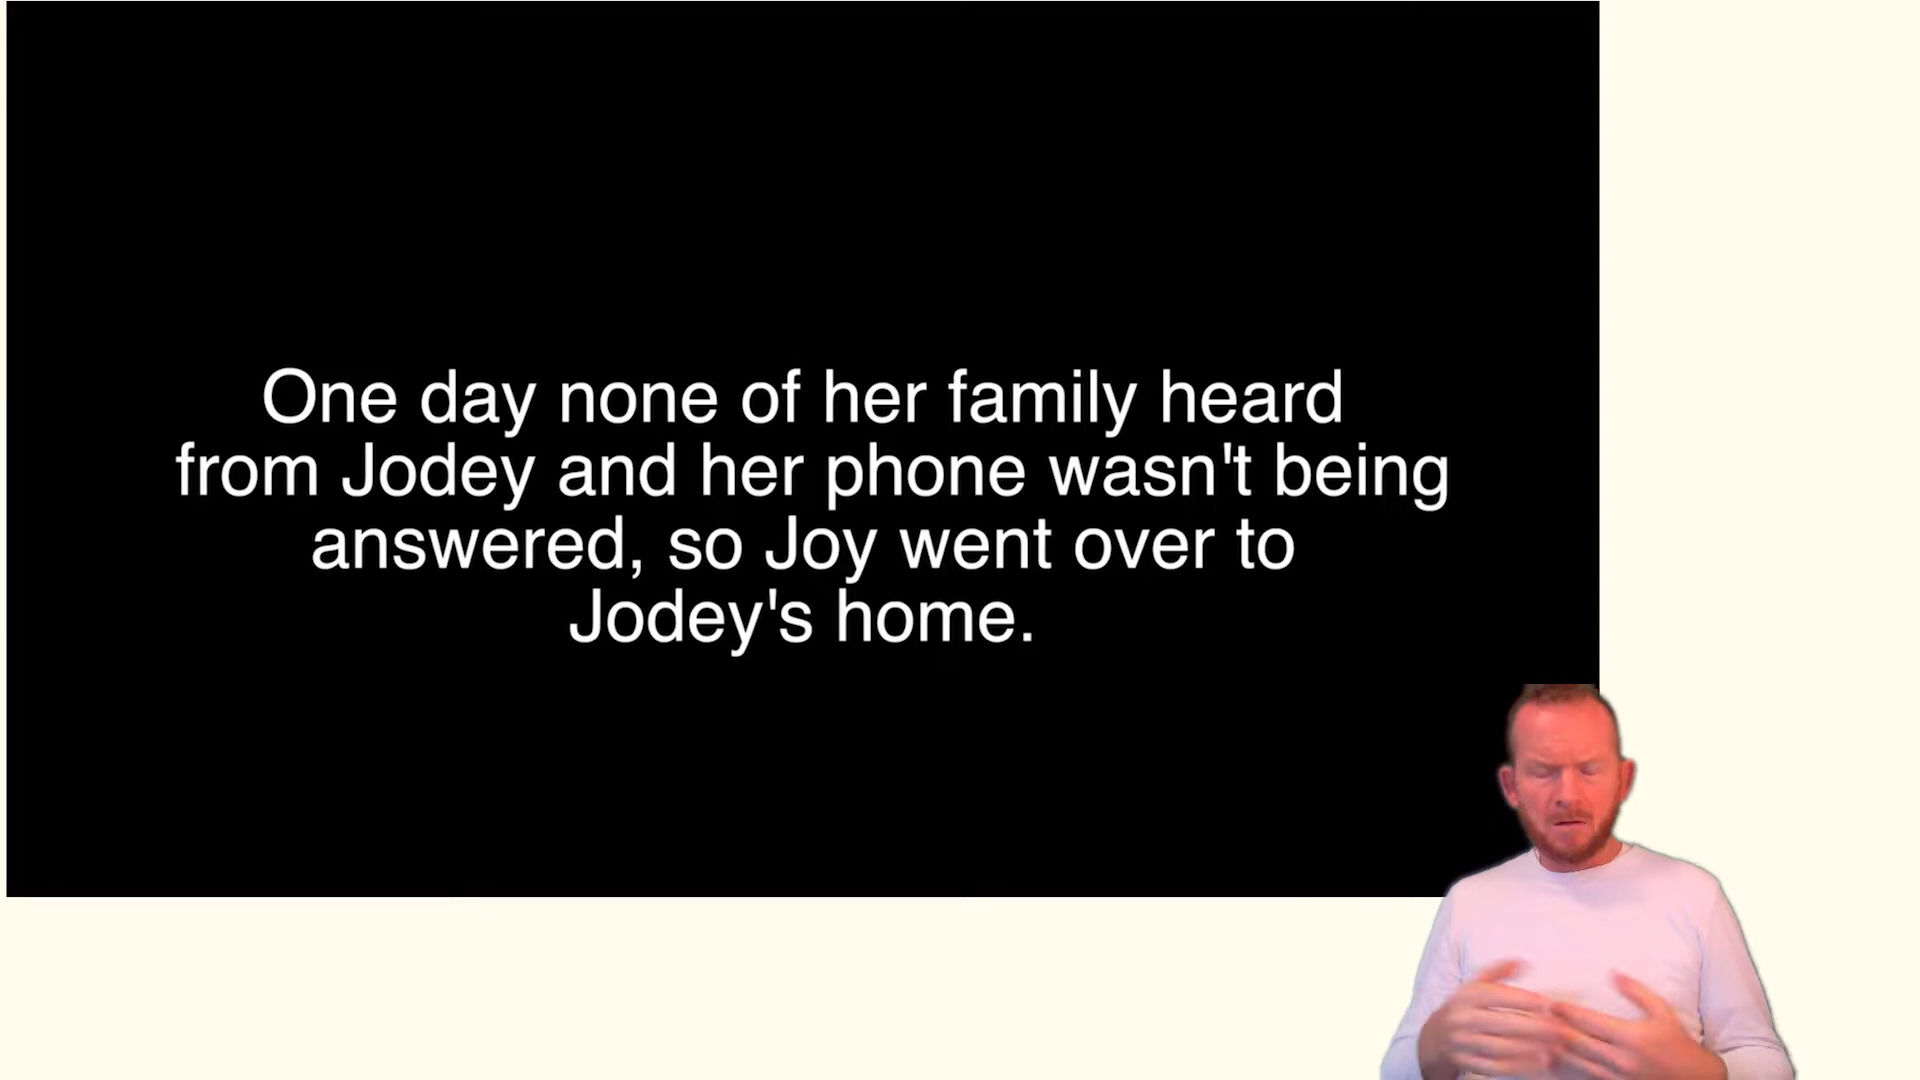 One day none of her family heard
from Jodey and her phone wasn't being
answered, so Joy went over to
Jodey's home.